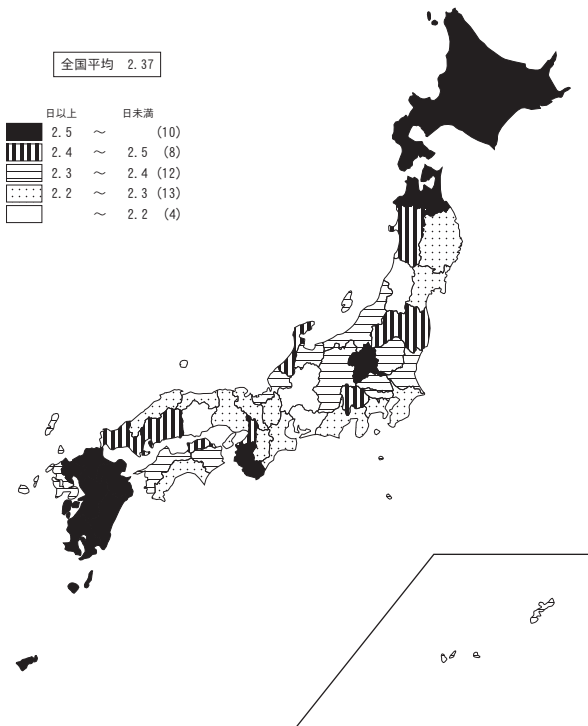 全国平均 2.37
日以上 日未満
2.5 ～ (10)
2.4 ～ 2.5 (8)
2.3 ～ 2.4 (12)
2.2 ～ 2.3 (13)
～ 2.2 (4)